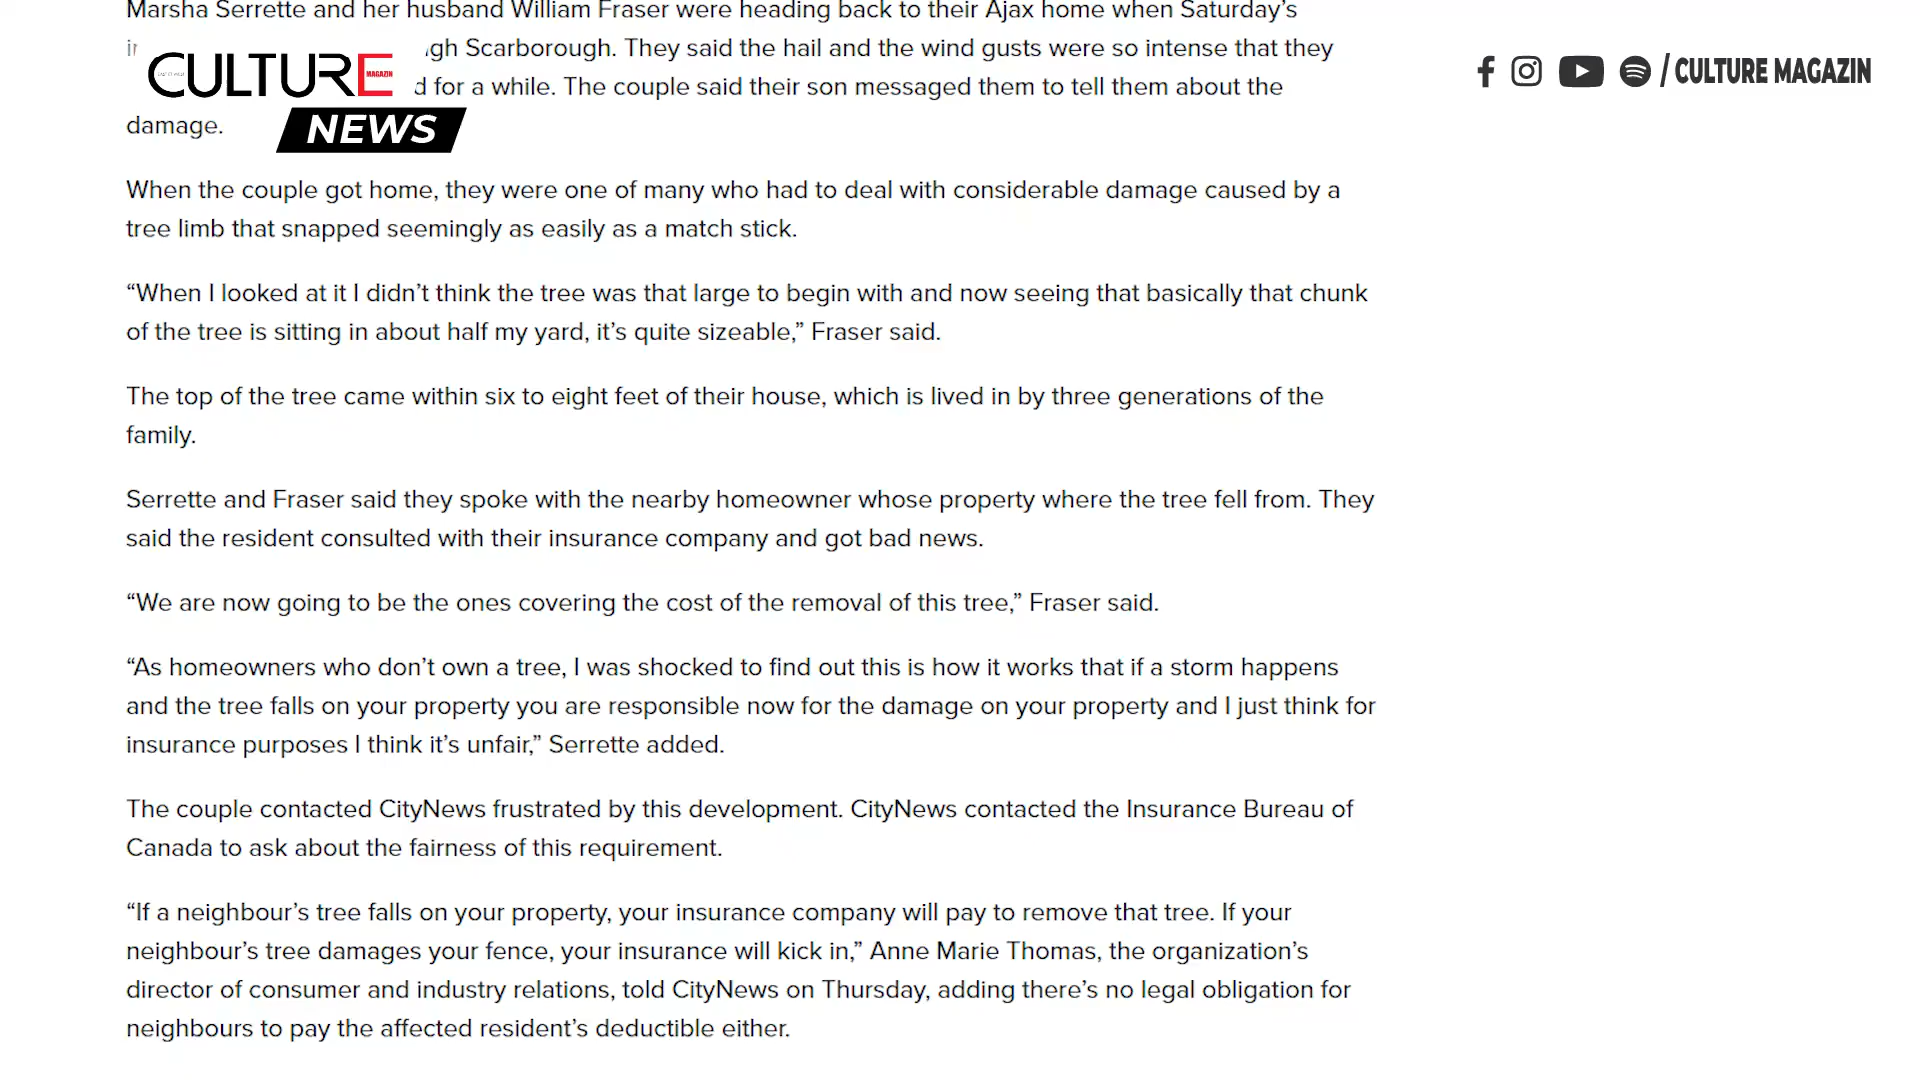 Marsha Serrette and her husband William Fraser were heading back to their Ajax home when Saturday’s
gh Scarborough. They said the hail and the wind gusts were so intense that they
CULTURE MAGAZIN
/ CULTURE MAGAZIN
d for a while. The couple said their son messaged them to tell them about the
damage.
NEWS
When the couple got home, they were one of many who had to deal with considerable damage caused by a
tree limb that snapped seemingly as easily as a match stick.
“When I looked at it I didn’t think the tree was that large to begin with and now seeing that basically that chunk
of the tree is sitting in about half my yard, it’s quite sizeable,” Fraser said.
The top of the tree came within six to eight feet of their house, which is lived in by three generations of the
family.
Serrette and Fraser said they spoke with the nearby homeowner whose property where the tree fell from. They
said the resident consulted with their insurance company and got bad news.
“We are now going to be the ones covering the cost of the removal of this tree,” Fraser said.
“As homeowners who don’t own a tree, I was shocked to find out this is how it works that if a storm happens
and the tree falls on your property you are responsible now for the damage on your property and I just think for
insurance purposes I think it’s unfair,” Serrette added.
The couple contacted CityNews frustrated by this development. CityNews contacted the Insurance Bureau of
Canada to ask about the fairness of this requirement.
“If a neighbour’s tree falls on your property, your insurance company will pay to remove that tree. If your
neighbour’s tree damages your fence, your insurance will kick in,” Anne Marie Thomas, the organization’s
director of consumer and industry relations, told CityNews on Thursday, adding there’s no legal obligation for
neighbours to pay the affected resident’s deductible either.